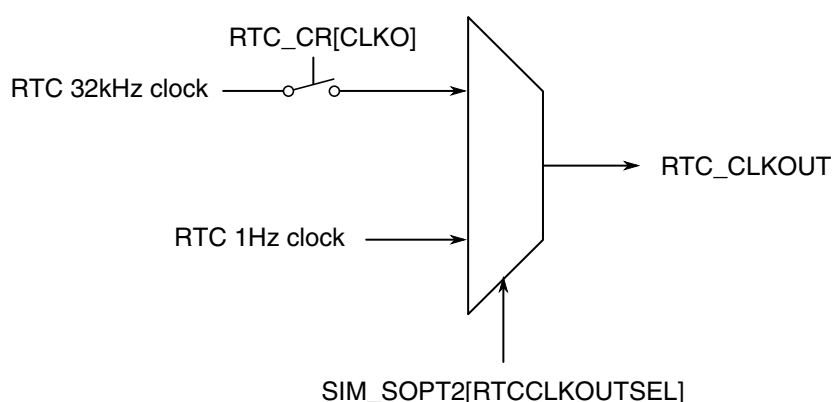 RTC_CR[CLKO]
RTC 32kHz clock
RTC_CLKOUT
RTC 1Hz clock
SIM_SOPT2[RTCCLKOUTSEL]